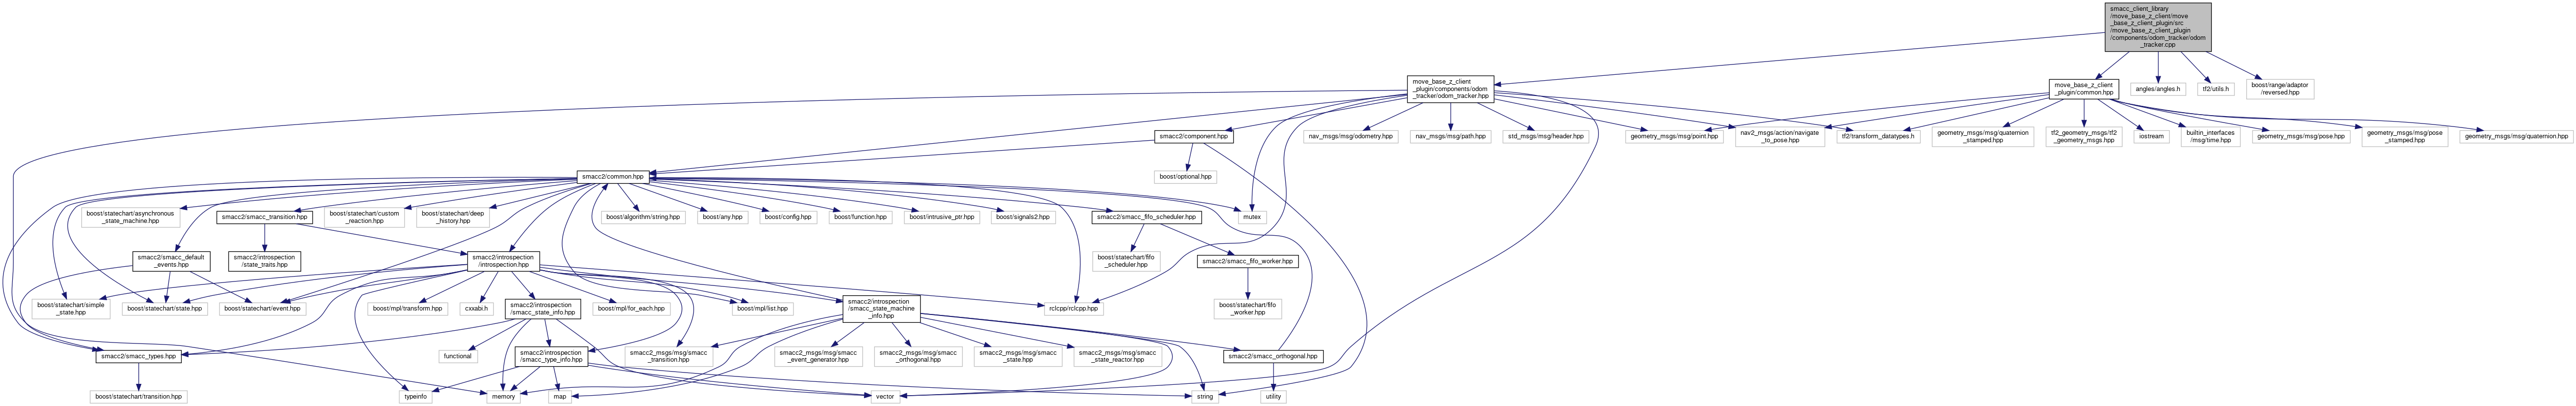 smacc_client_library
/move_base_z_client/move
_base_z_client_plugin/src
/move_base_z_client_plugin
/components/odom_tracker/odom
_tracker.cpp
move_base_z_client
_plugin/components/odom
_tracker/odom_tracker.hpp
move_base_z_client
_plugin/common.hpp
angles/angles.h
tf2/utils.h
boost/range/adaptor
/reversed.hpp
smacc2/component.hpp
nav_msgs/msg/odometry.hpp
nav_msgs/msg/path.hpp
std_msgs/msg/header.hpp
geometry_msgs/msg/point.hpp
nav2_msgs/action/navigate
_to_pose.hpp
tf2/transform_datatypes.h
geometry_msgs/msg/quaternion
_stamped.hpp
tf2_geometry_msgs/tf2
_geometry_msgs.hpp
iostream
builtin_interfaces
/msg/time.hpp
geometry_msgs/msg/pose.hpp
geometry_msgs/msg/pose
_stamped.hpp
geometry_msgs/msg/quaternion.hpp
smacc2/common.hpp
boost/optional.hpp
boost/statechart/asynchronous
_state_machine.hpp
smacc2/smacc_transition.hpp
boost/statechart/custom
_reaction.hpp
boost/statechart/deep
_history.hpp
boost/algorithm/string.hpp
boost/any.hpp
boost/config.hpp
boost/function.hpp
boost/intrusive_ptr.hpp
boost/signals2.hpp
smacc2/smacc_fifo_scheduler.hpp
mutex
smacc2/smacc_default
_events.hpp
smacc2/introspection
/state_traits.hpp
smacc2/introspection
/introspection.hpp
boost/statechart/fifo
_scheduler.hpp
smacc2/smacc_fifo_worker.hpp
boost/statechart/simple
_state.hpp
boost/statechart/state.hpp
boost/statechart/event.hpp
boost/mpl/transform.hpp
cxxabi.h
smacc2/introspection
/smacc_state_info.hpp
boost/mpl/for_each.hpp
boost/mpl/list.hpp
smacc2/introspection
/smacc_state_machine
_info.hpp
rclcpp/rclcpp.hpp
boost/statechart/fifo
_worker.hpp
smacc2/smacc_types.hpp
functional
smacc2/introspection
/smacc_type_info.hpp
smacc2_msgs/msg/smacc
_transition.hpp
smacc2_msgs/msg/smacc
_event_generator.hpp
smacc2_msgs/msg/smacc
_orthogonal.hpp
smacc2_msgs/msg/smacc
_state.hpp
smacc2_msgs/msg/smacc
_state_reactor.hpp
smacc2/smacc_orthogonal.hpp
boost/statechart/transition.hpp
typeinfo
memory
map
vector
string
utility